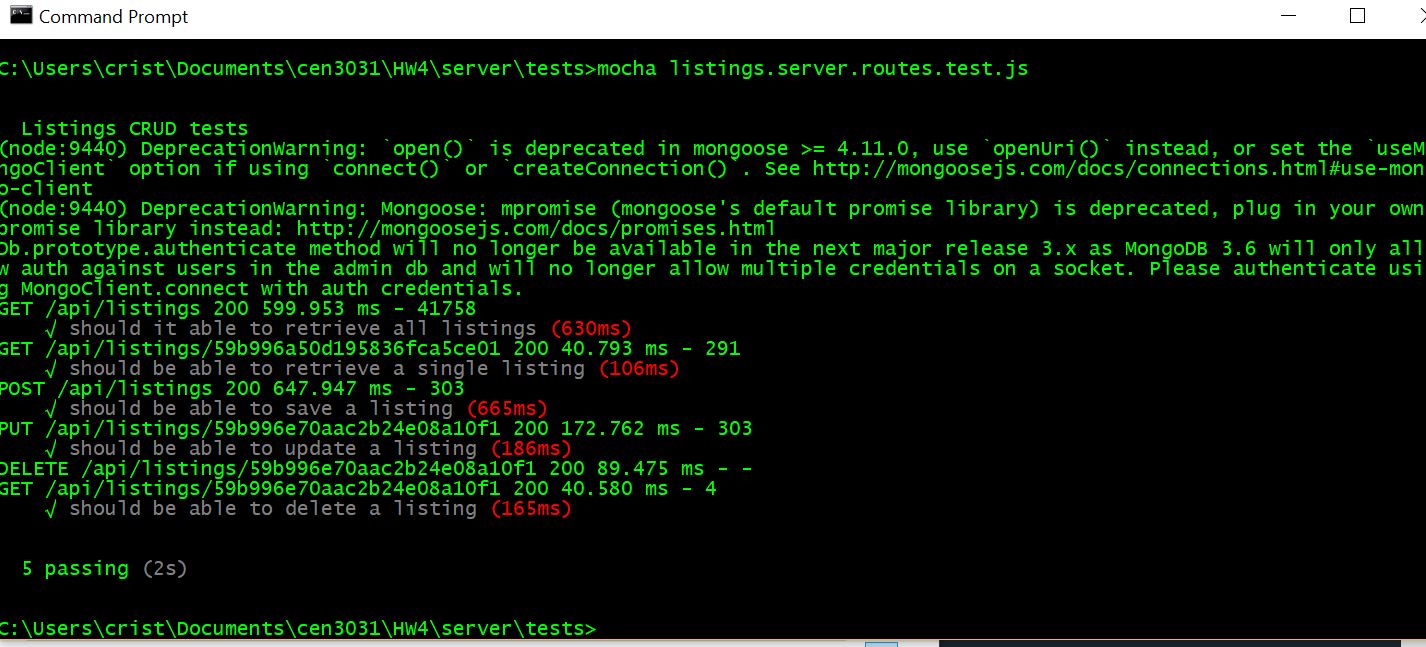 Command Prompt
C:\Users\crist\Documents\cen3031\HW4\server\tests>mocha listings.server.routes.test.js
Listings CRUD tests
(node:9440) DeprecationWarning: `open()` is deprecated in mongoose >= 4.11.0, use `openUri()` instead, or set the `useM
ngoClient` option if using `connect()` or `createConnection()`. See http://mongoosejs.com/docs/connections.html#use-mon
o-client
(node:9440) DeprecationWarning: Mongoose: mpromise (mongoose's default promise library) is deprecated, plug in your own
promise library instead: http://mongoosejs.com/docs/promises.html
Db.prototype.authenticate method will no longer be available in the next major release 3.x as MongoDB 3.6 will only all
w auth against users in the admin db and will no longer allow multiple credentials on a socket. Please authenticate usi
g MongoClient.connect with auth credentials.
GET /api/listings 200 599.953 ms - 41758
√ should it able to retrieve all listings (630ms)
GET /api/listings/59b996a50d195836fca5ce01 200 40.793 ms - 291
√ should be able to retrieve a single listing (106ms)
POST /api/listings 200 647.947 ms - 303
√ should be able to save a listing (665ms)
PUT /api/listings/59b996e70aac2b24e08a10f1 200 172.762 ms - 303
√ should be able to update a listing (186ms)
DELETE /api/listings/59b996e70aac2b24e08a10f1 200 89.475 ms - -
GET /api/listings/59b996e70aac2b24e08a10f1 200 40.580 ms - 4
√ should be able to delete a listing (165ms)
5 passing (2s)
C:\Users\crist\Documents\cen3031\HW4\server\tests>